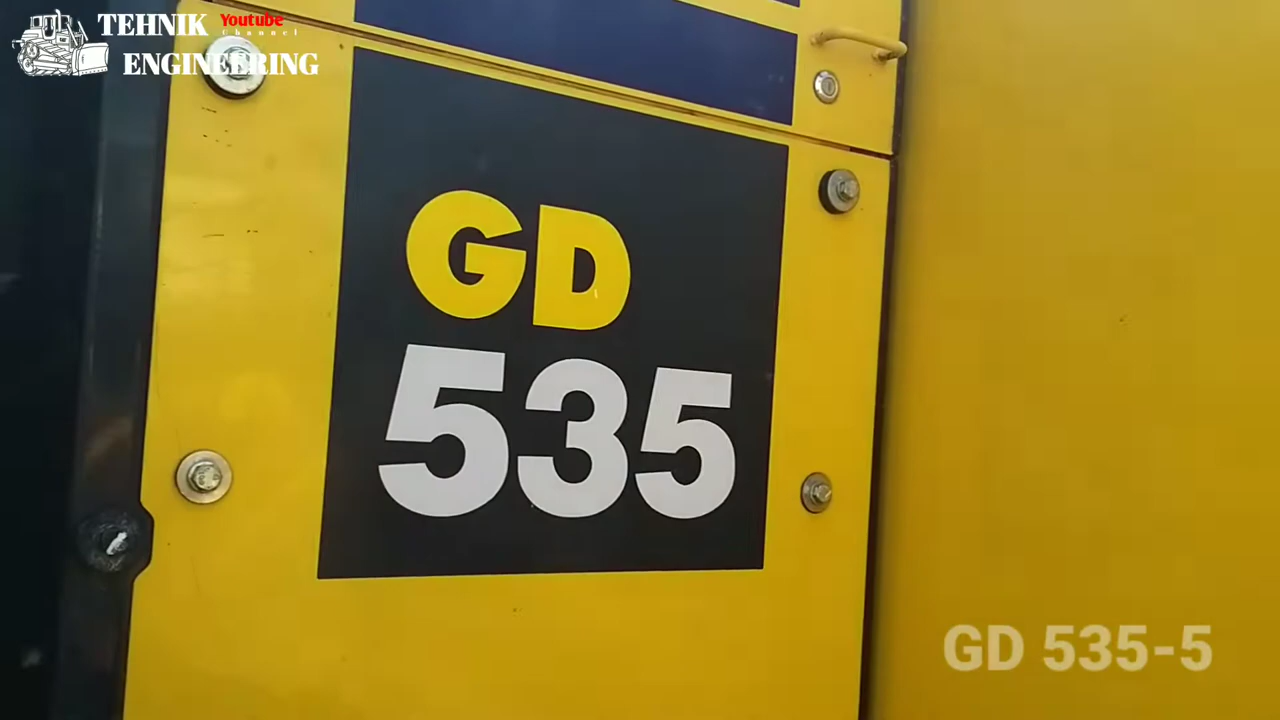 TEHNIK Youtube
Channel
ENGINEERING
GD
535
GD 535-5